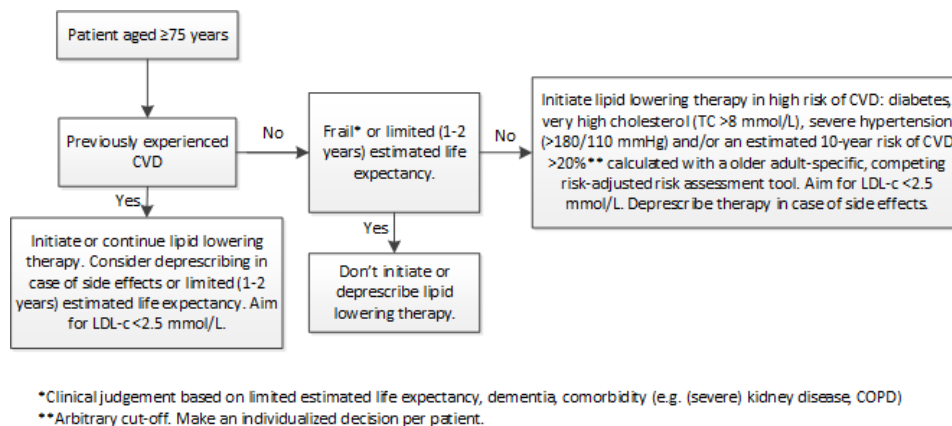 Patient aged ≥75 years
Previously experienced
CVD
No
Frail* or limited (1-2
years) estimated life
expectancy.
No
Initiate lipid lowering therapy in high risk of CVD: diabetes,
very high cholesterol (TC >8 mmol/L), severe hypertension
(>180/110 mmHg) and/or an estimated 10-year risk of CVD
>20%** calculated with a older adult-specific, competing
risk-adjusted risk assessment tool. Aim for LDL-c <2.5
mmol/L. Deprescribe therapy in case of side effects.
Yes
Initiate or continue lipid lowering
therapy. Consider deprescribing in
case of side effects or limited (1-2
years) estimated life expectancy. Aim
for LDL-c <2.5 mmol/L.
Yes
Don't initiate or
deprescribe lipid
lowering therapy.
*Clinical judgement based on limited estimated life expectancy, dementia, comorbidity (e.g. (severe) kidney disease, COPD)
**Arbitrary cut-off. Make an individualized decision per patient.